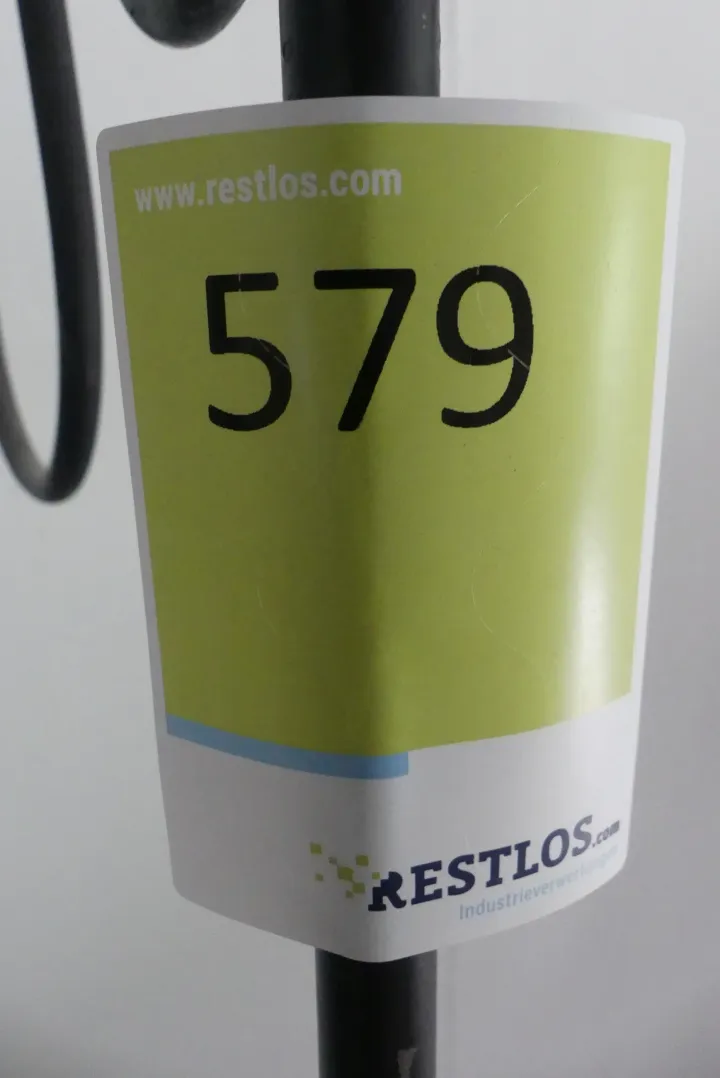 www.restlos.com
579
RESTLOS.com
Industrieverwertungen